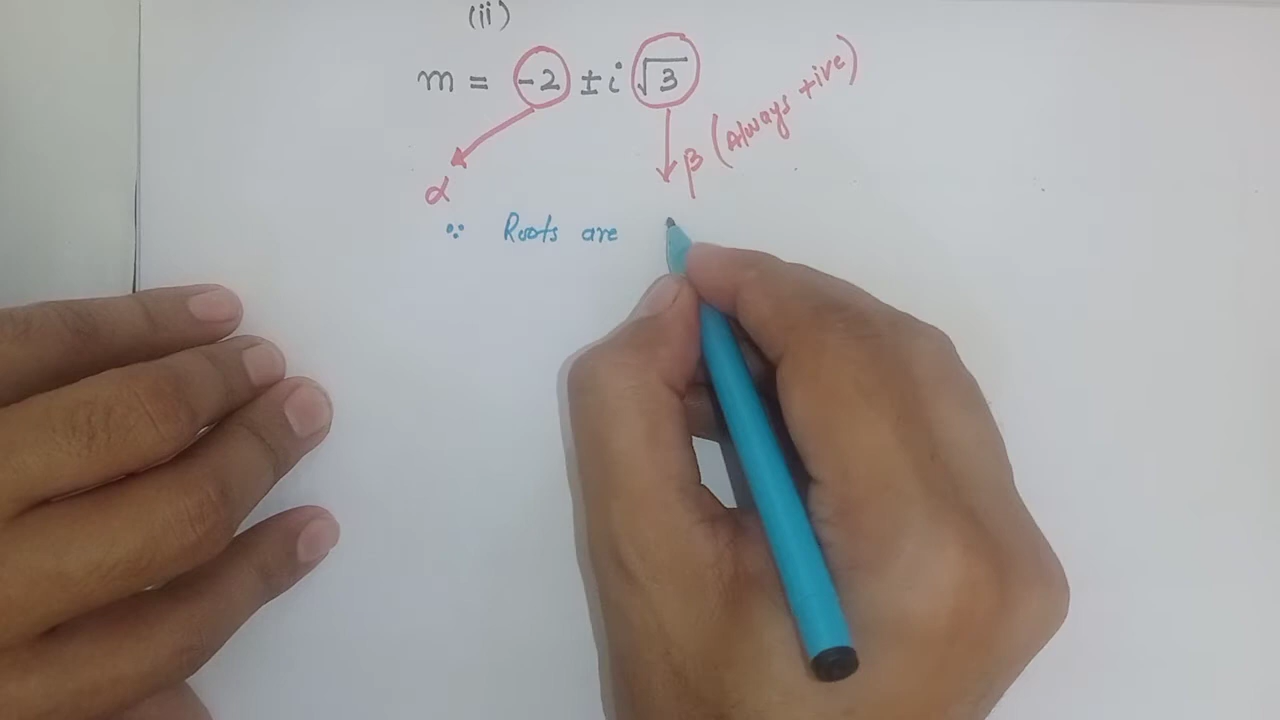 (ii)
m = -2 ± i √3
α
β (Always +ive)
∵ Roots are